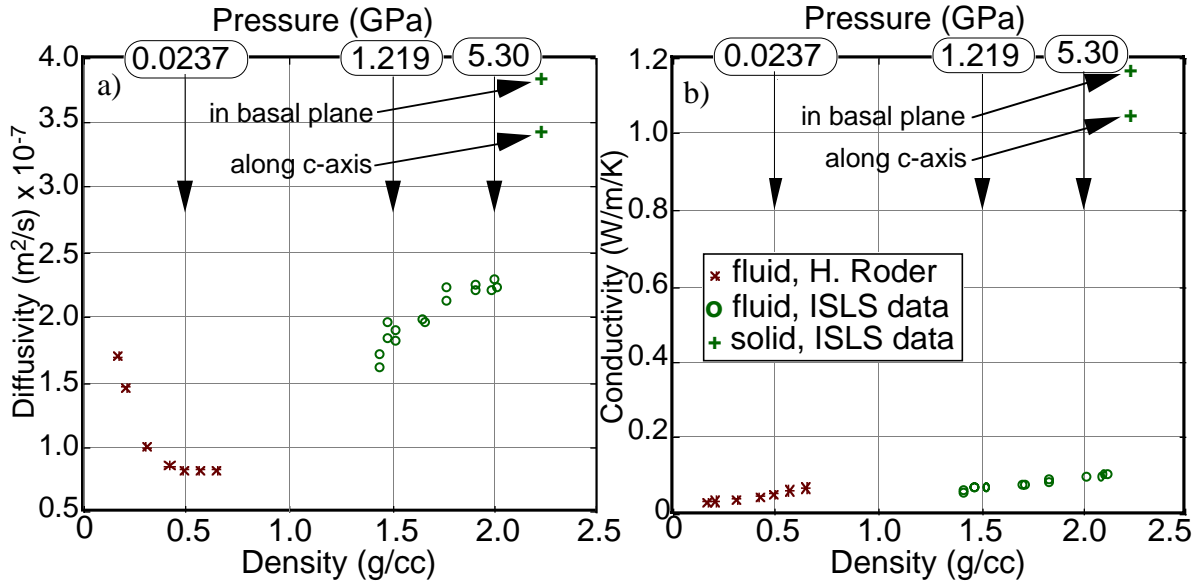 Pressure (GPa)
0.0237
1.219
5.30
a)
in basal plane
along c-axis
4.0
3.5
3.0
2.5
2.0
1.5
1.0
0.5
Diffusivity (m²/s) x 10⁻⁷
0
0.5
1.0
1.5
2.0
2.5
Density (g/cc)
Pressure (GPa)
0.0237
1.219
5.30
b)
in basal plane
along c-axis
1.2
1.0
0.8
0.6
0.4
0.2
0
Conductivity (W/m/K)
fluid, H. Roder
fluid, ISLS data
solid, ISLS data
0
0.5
1.0
1.5
2.0
2.5
Density (g/cc)